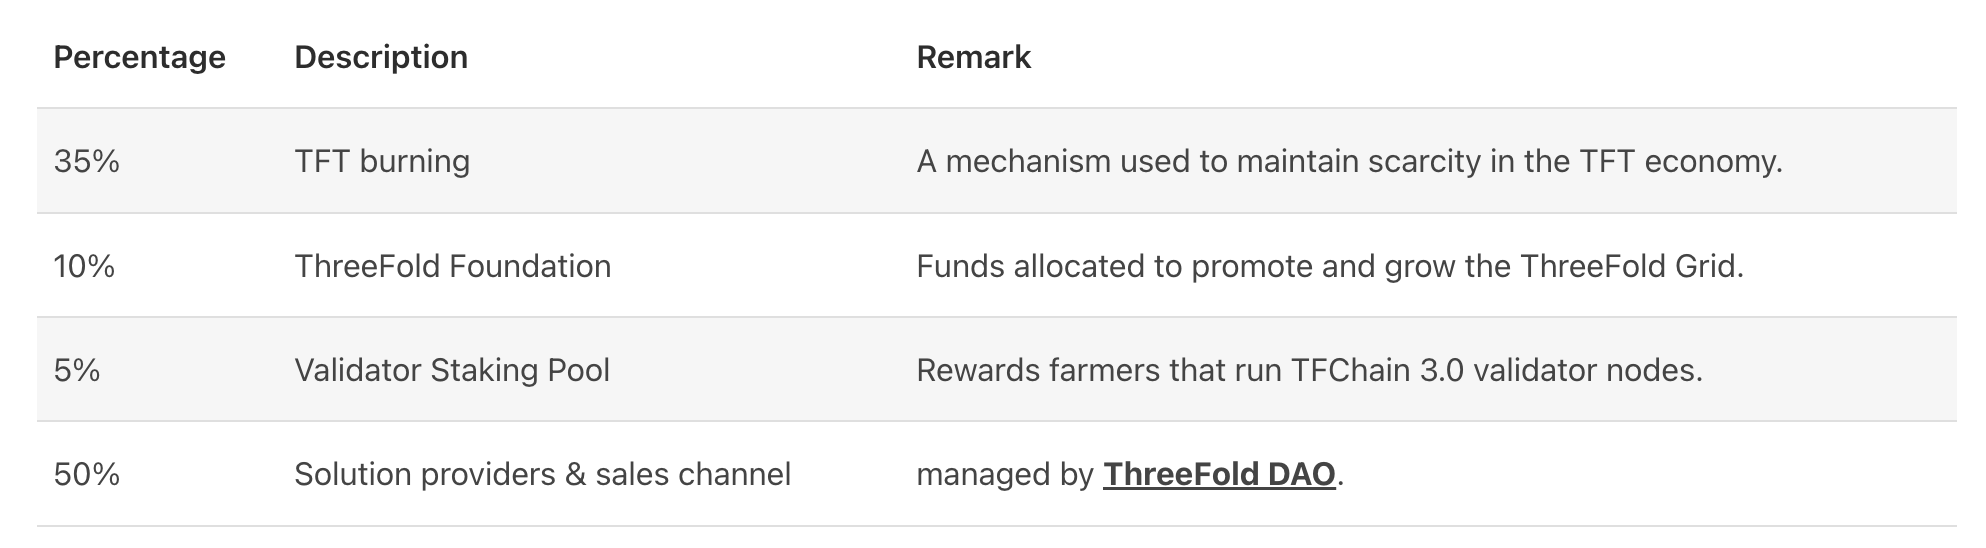 Percentage Description Remark
35% TFT burning A mechanism used to maintain scarcity in the TFT economy.
10% ThreeFold Foundation Funds allocated to promote and grow the ThreeFold Grid.
5% Validator Staking Pool Rewards farmers that run TFChain 3.0 validator nodes.
50% Solution providers & sales channel managed by ThreeFold DAO.